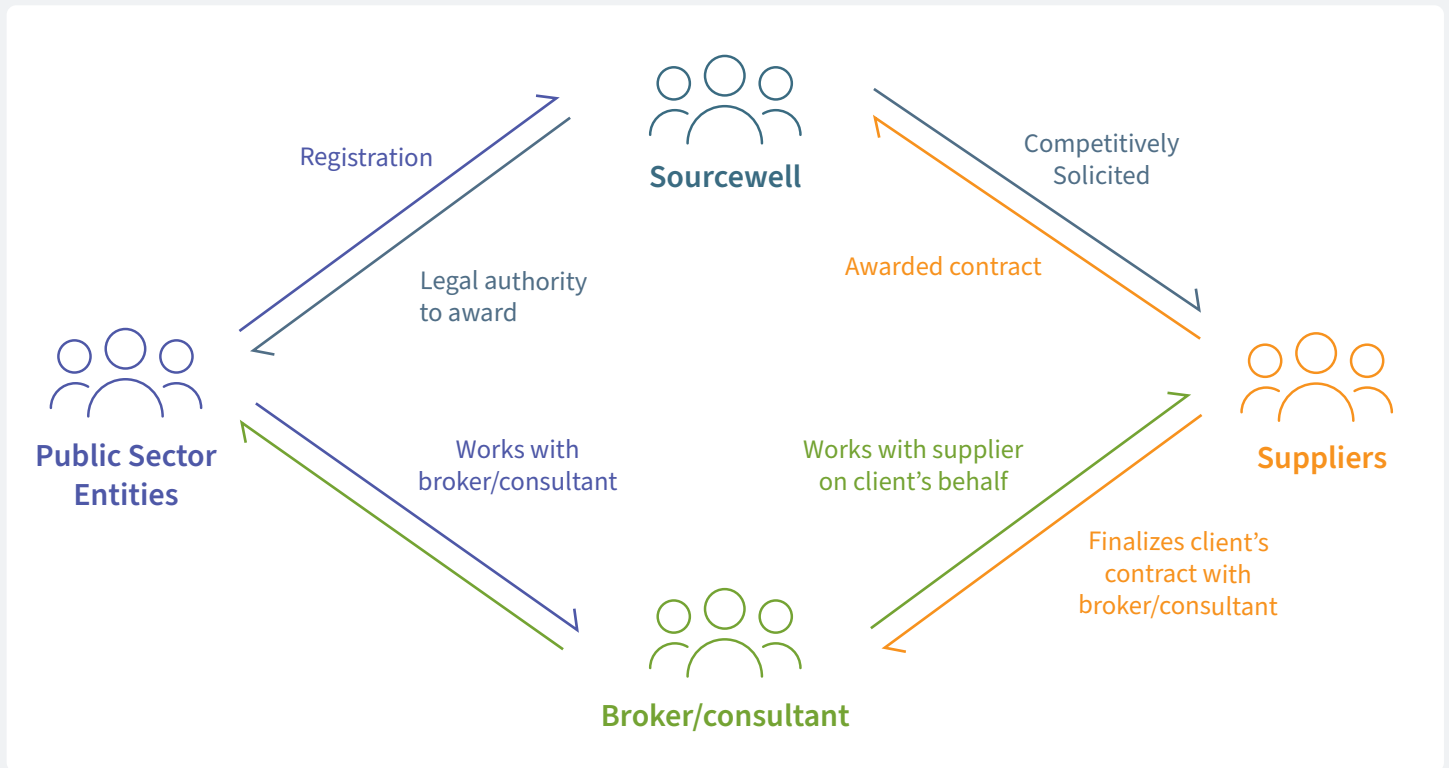 Sourcewell
Registration
Competitively
Solicited
Legal authority
to award
Awarded contract
Public Sector
Entities
Works with
broker/consultant
Works with supplier
on client’s behalf
Suppliers
Finalizes client’s
contract with
broker/consultant
Broker/consultant